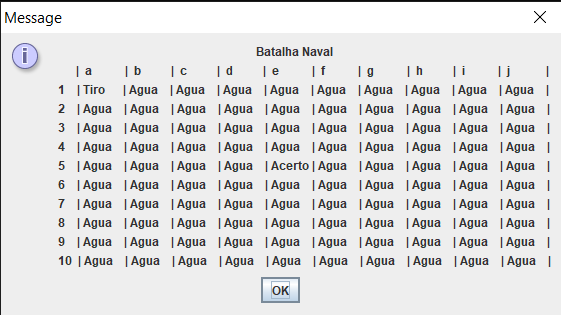 Message
Batalha Naval
| a | b | c | d | e | f | g | h | i | j |
1 | Tiro | Agua | Agua | Agua | Agua | Agua | Agua | Agua | Agua | Agua |
2 | Agua | Agua | Agua | Agua | Agua | Agua | Agua | Agua | Agua | Agua |
3 | Agua | Agua | Agua | Agua | Agua | Agua | Agua | Agua | Agua | Agua |
4 | Agua | Agua | Agua | Agua | Agua | Agua | Agua | Agua | Agua | Agua |
5 | Agua | Agua | Agua | Agua | Acerto | Agua | Agua | Agua | Agua | Agua |
6 | Agua | Agua | Agua | Agua | Agua | Agua | Agua | Agua | Agua | Agua |
7 | Agua | Agua | Agua | Agua | Agua | Agua | Agua | Agua | Agua | Agua |
8 | Agua | Agua | Agua | Agua | Agua | Agua | Agua | Agua | Agua | Agua |
9 | Agua | Agua | Agua | Agua | Agua | Agua | Agua | Agua | Agua | Agua |
10 | Agua | Agua | Agua | Agua | Agua | Agua | Agua | Agua | Agua | Agua |
OK